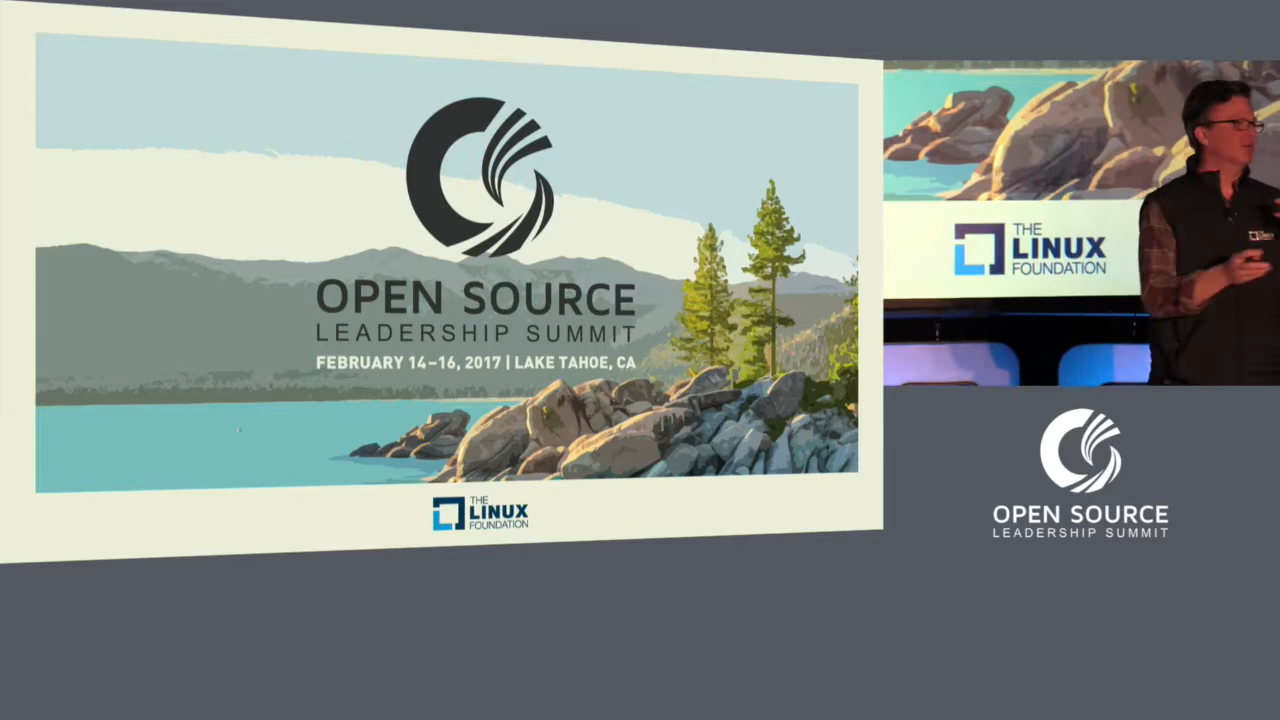 OPEN SOURCE
LEADERSHIP SUMMIT
FEBRUARY 14–16, 2017 | LAKE TAHOE, CA
THE
LINUX
FOUNDATION
THE
LINUX
FOUNDATION
OPEN SOURCE
LEADERSHIP SUMMIT